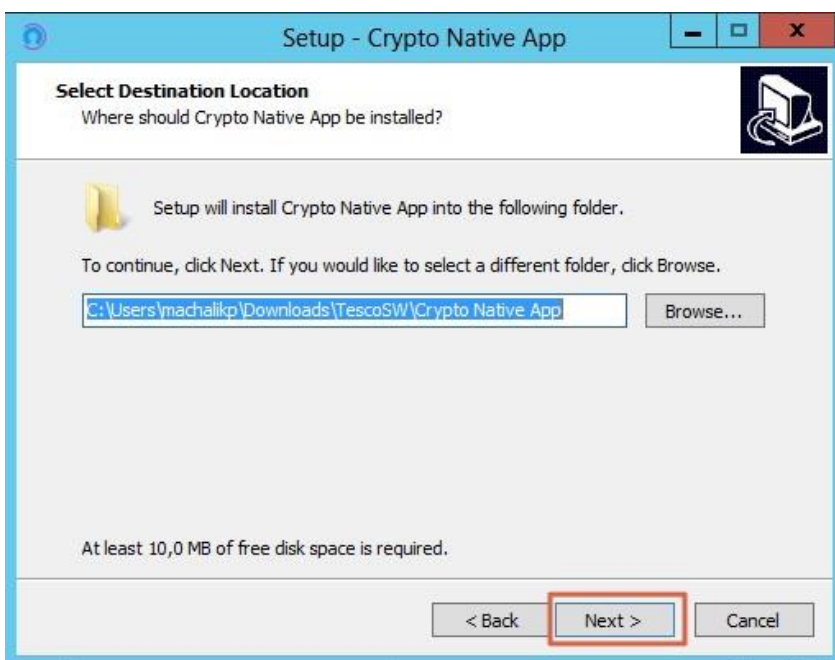 Setup - Crypto Native App
Select Destination Location
Where should Crypto Native App be installed?
Setup will install Crypto Native App into the following folder.
To continue, click Next. If you would like to select a different folder, click Browse.
C:\Users\machalikp\Downloads\TescoSW\Crypto Native App
Browse...
At least 10,0 MB of free disk space is required.
< Back
Next >
Cancel